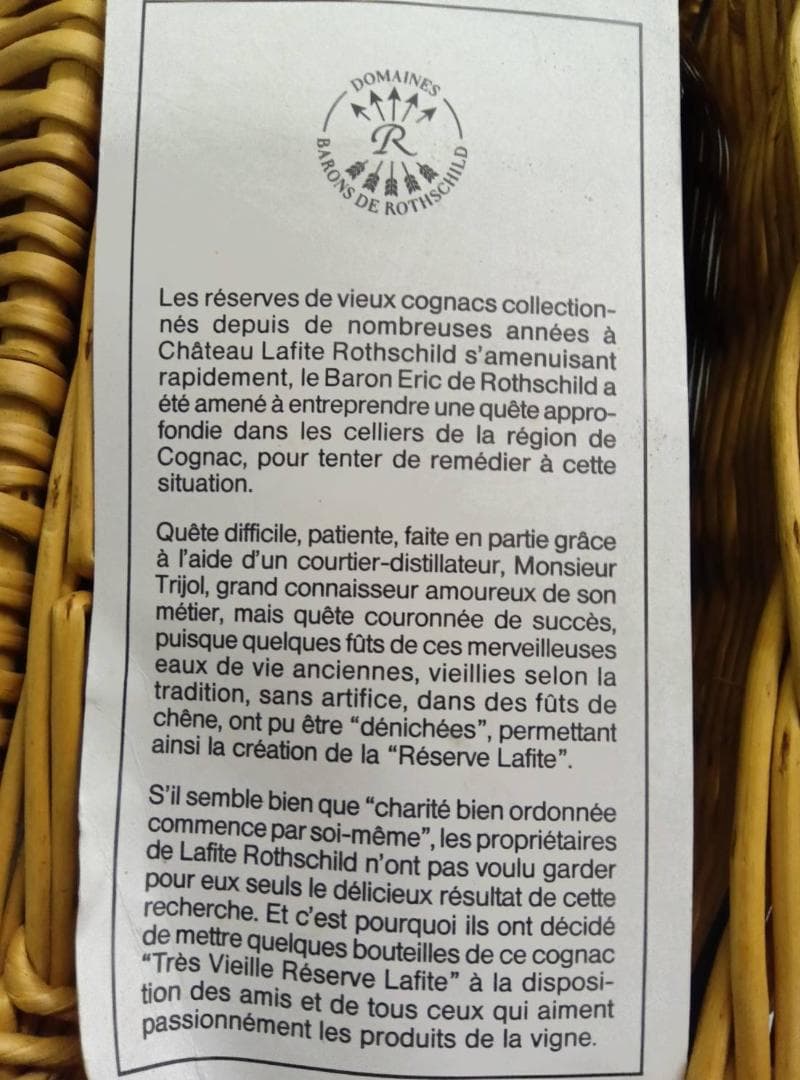 DOMAINES
R
BARONS DE ROTHSCHILD
Les réserves de vieux cognacs collection-
nés depuis de nombreuses années à
Château Lafite Rothschild s'amenuisant
rapidement, le Baron Eric de Rothschild a
été amené à entreprendre une quête appro-
fondie dans les celliers de la région de
Cognac, pour tenter de remédier à cette
situation.
Quête difficile, patiente, faite en partie grâce
à l'aide d'un courtier-distillateur, Monsieur
Trijol, grand connaisseur amoureux de son
métier, mais quête couronnée de succès,
puisque quelques fûts de ces merveilleuses
eaux de vie anciennes, vieillies selon la
tradition, sans artifice, dans des fûts de
chêne, ont pu être “dénichées”, permettant
ainsi la création de la “Réserve Lafite”.
S'il semble bien que “charité bien ordonnée
commence par soi-même”, les propriétaires
de Lafite Rothschild n'ont pas voulu garder
pour eux seuls le délicieux résultat de cette
recherche. Et c'est pourquoi ils ont décidé
de mettre quelques bouteilles de ce cognac
“Très Vieille Réserve Lafite” à la disposi-
tion des amis et de tous ceux qui aiment
passionnément les produits de la vigne.